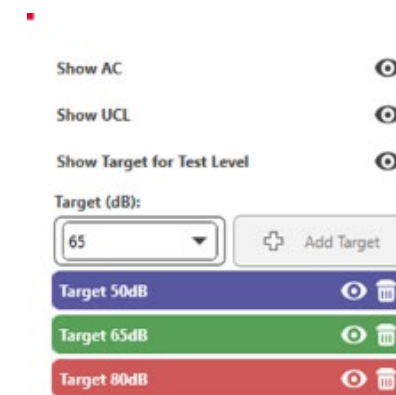 Show AC
Show UCL
Show Target for Test Level
Target (dB):
65 Add Target
Target 50dB
Target 65dB
Target 80dB